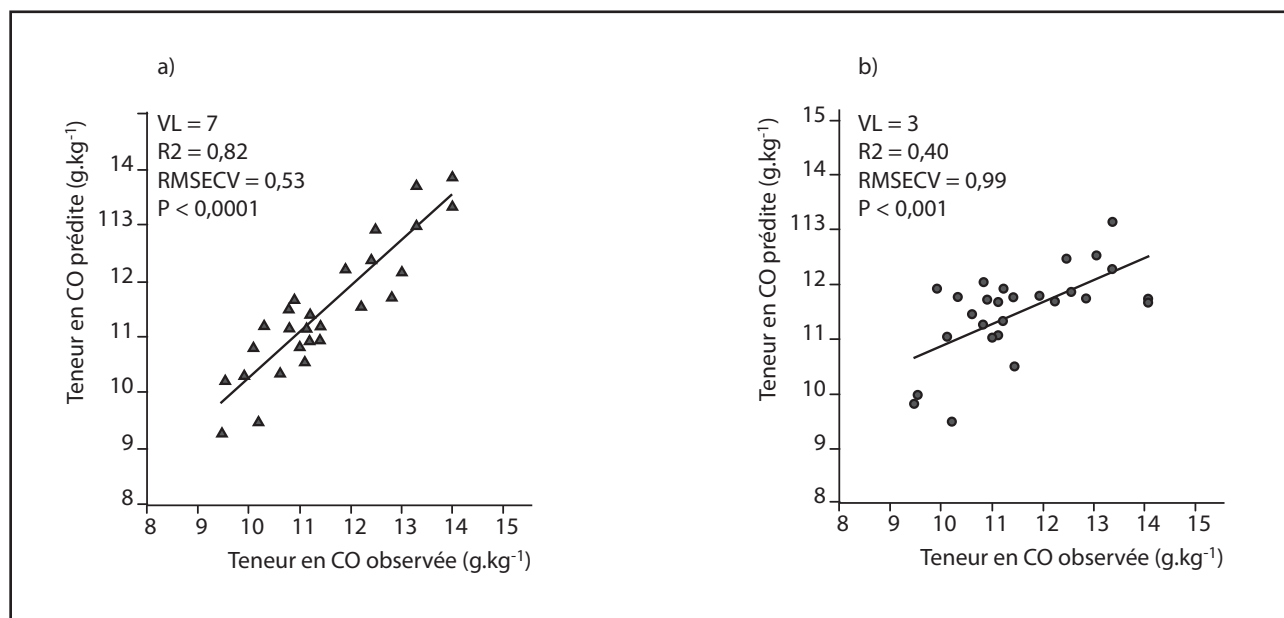 a)
VL = 7
R2 = 0,82
RMSECV = 0,53
P < 0,0001
Teneur en CO prédite (g.kg-1)
14
113
12
11
10
9
8
8 9 10 11 12 13 14 15
Teneur en CO observée (g.kg-1)
b)
VL = 3
R2 = 0,40
RMSECV = 0,99
P < 0,001
Teneur en CO prédite (g.kg-1)
15
14
113
12
11
10
9
8
8 9 10 11 12 13 14 15
Teneur en CO observée (g.kg-1)